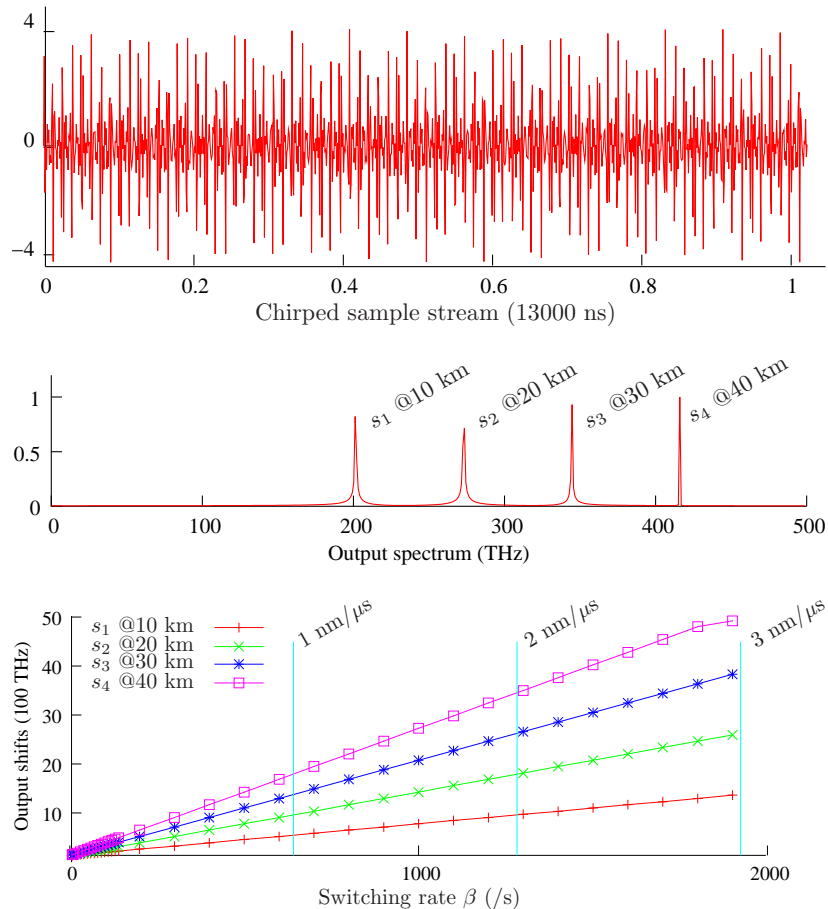 4
0
−4
0 0.2 0.4 0.6 0.8 1
Chirped sample stream (13000 ns)
s₁ @10 km s₂ @20 km s₃ @30 km s₄ @40 km
1
0.5
0
0 100 200 300 400 500
Output spectrum (THz)
1 nm/μs 2 nm/μs 3 nm/μs
s₁ @10 km
s₂ @20 km
s₃ @30 km
s₄ @40 km
Output shifts (100 THz)
50
40
30
20
10
0 1000 2000
Switching rate β (/s)